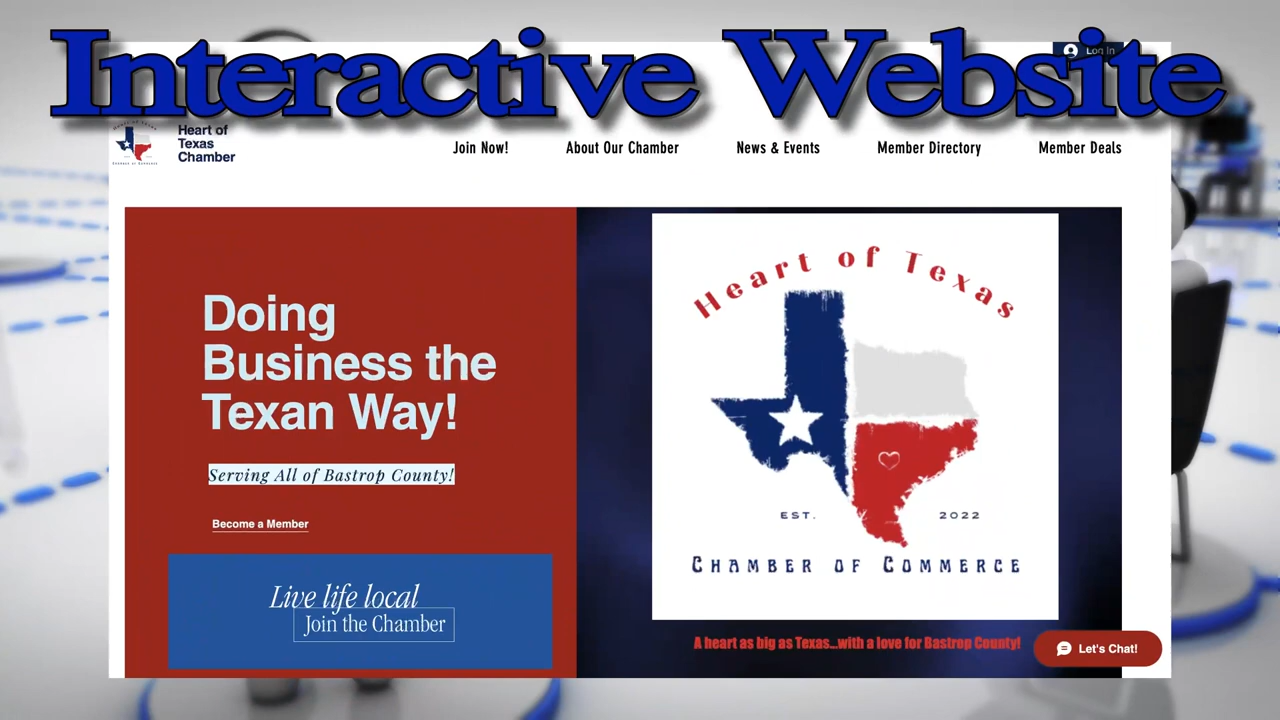 Interactive Website
Log In
Heart of
Texas
Chamber
Join Now!
About Our Chamber
News & Events
Member Directory
Member Deals
Doing
Business the
Texan Way!
Serving All of Bastrop County!
Become a Member
Live life local
Join the Chamber
Heart of Texas
EST. 2022
CHAMBER OF COMMERCE
A heart as big as Texas...with a love for Bastrop County!
Let's Chat!